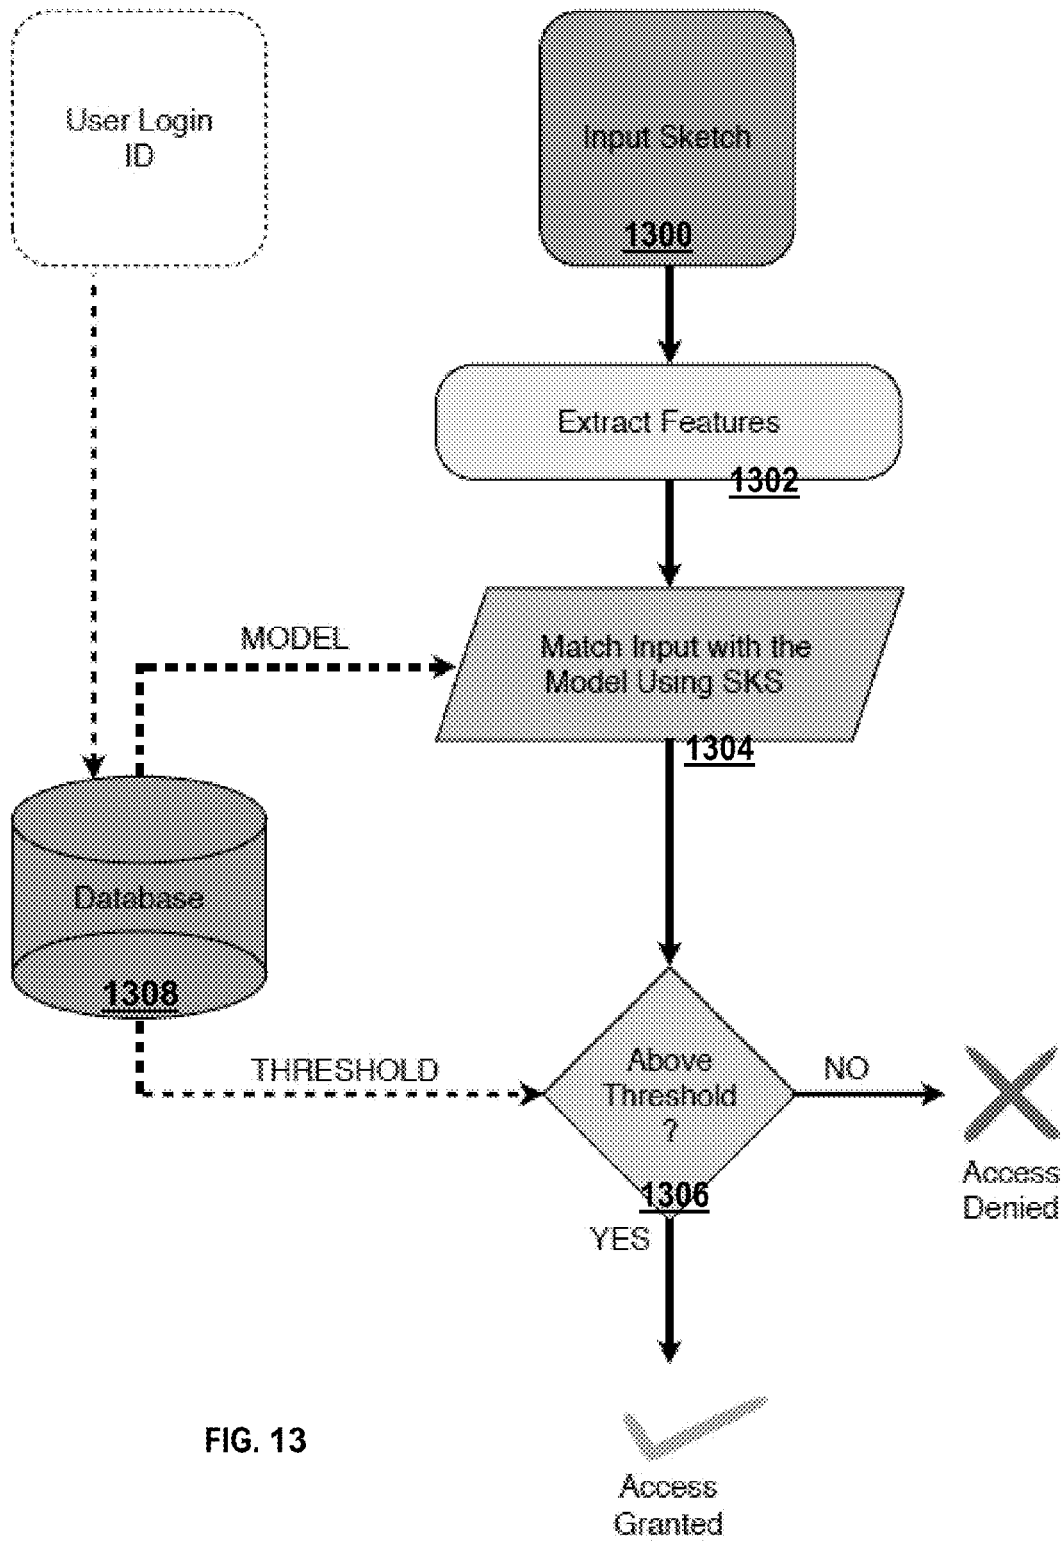 User Login
ID
Input Sketch
1300
Extract Features
1302
MODEL
Match Input with the
Model Using SKS
1304
Database
1308
THRESHOLD
Above
Threshold
?
1306
NO
Access
Denied
YES
FIG. 13
Access
Granted